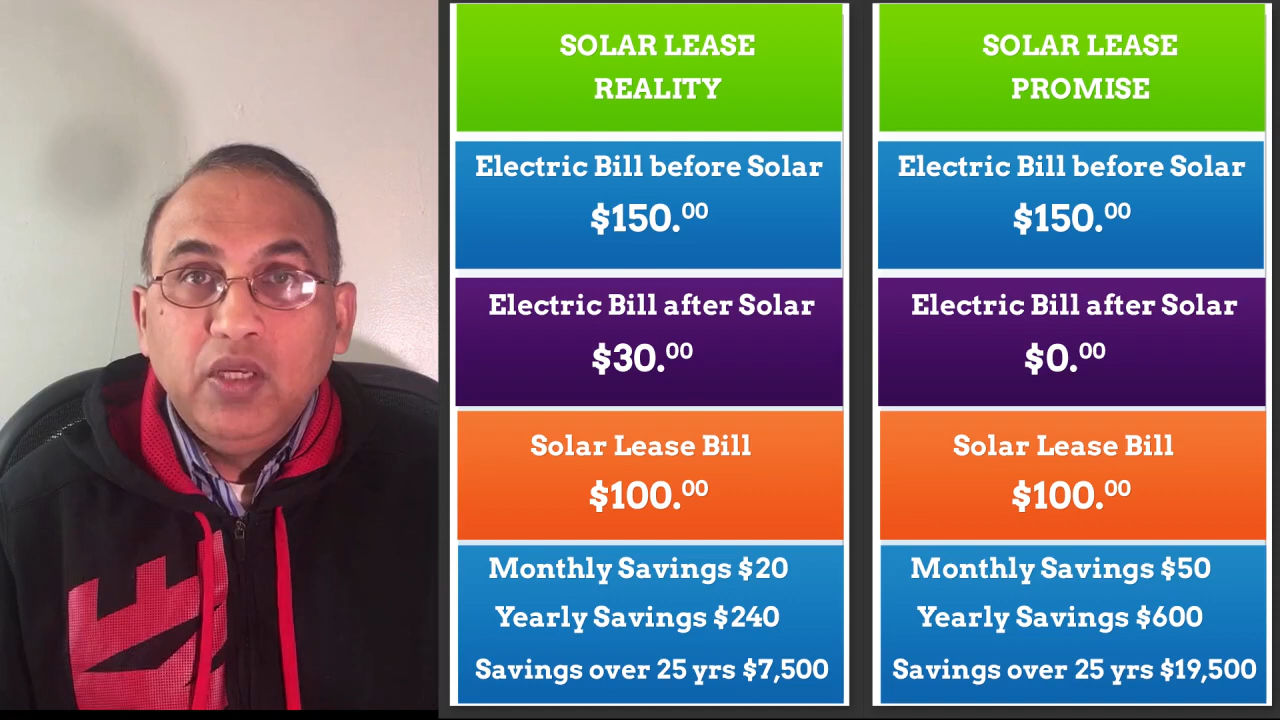 SOLAR LEASE
REALITY
Electric Bill before Solar
$150.00
Electric Bill after Solar
$30.00
Solar Lease Bill
$100.00
Monthly Savings $20
Yearly Savings $240
Savings over 25 yrs $7,500
SOLAR LEASE
PROMISE
Electric Bill before Solar
$150.00
Electric Bill after Solar
$0.00
Solar Lease Bill
$100.00
Monthly Savings $50
Yearly Savings $600
Savings over 25 yrs $19,500